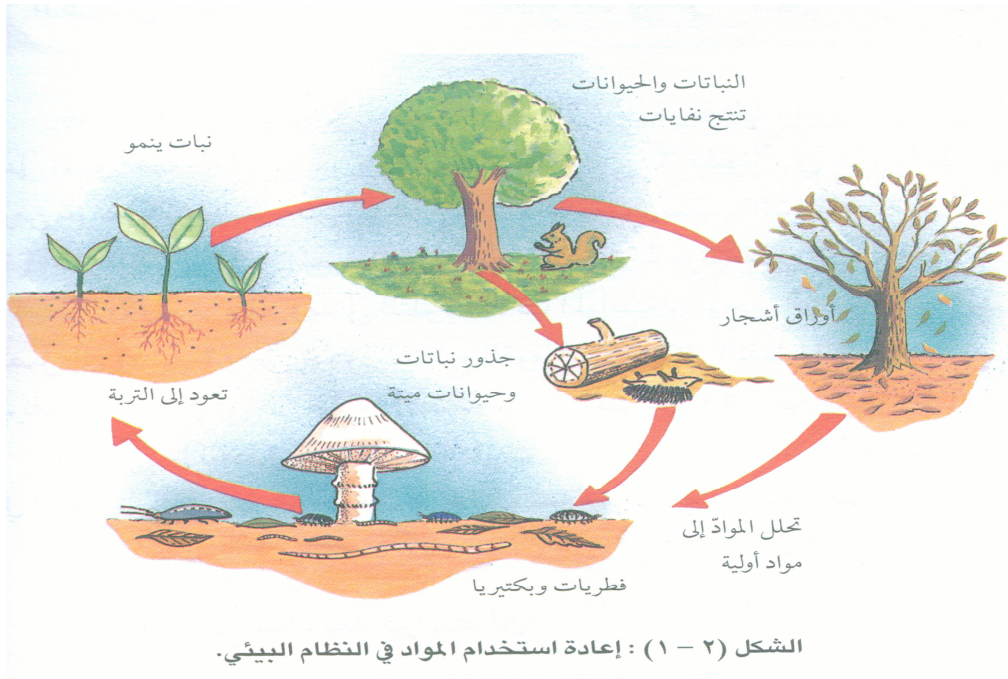 النباتات والحيوانات
تنتج نفايات
نبات ينمو
أوراق أشجار
جذور نباتات
وحيوانات ميتة
تعود إلى التربة
تحلل الموادّ إلى
مواد أولية
فطريات وبكتيريا
الشكل (٢ – ١) : إعادة استخدام المواد في النظام البيئي.